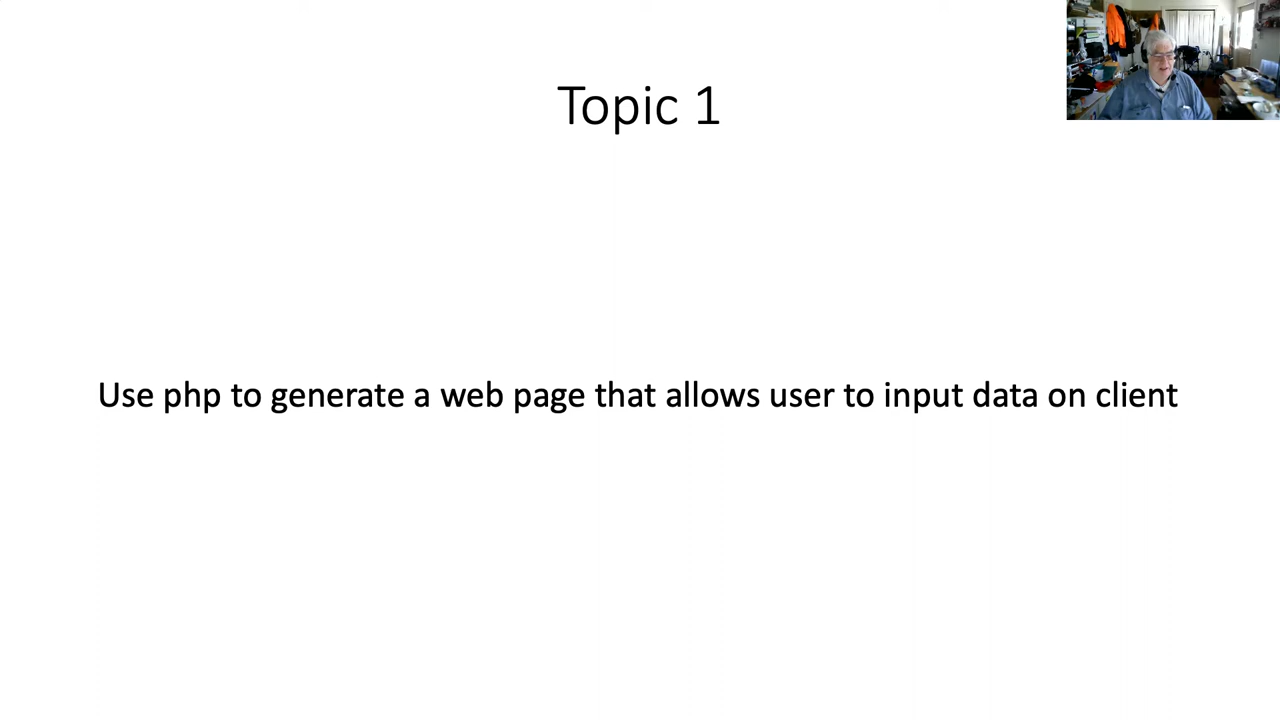 Topic 1
Use php to generate a web page that allows user to input data on client